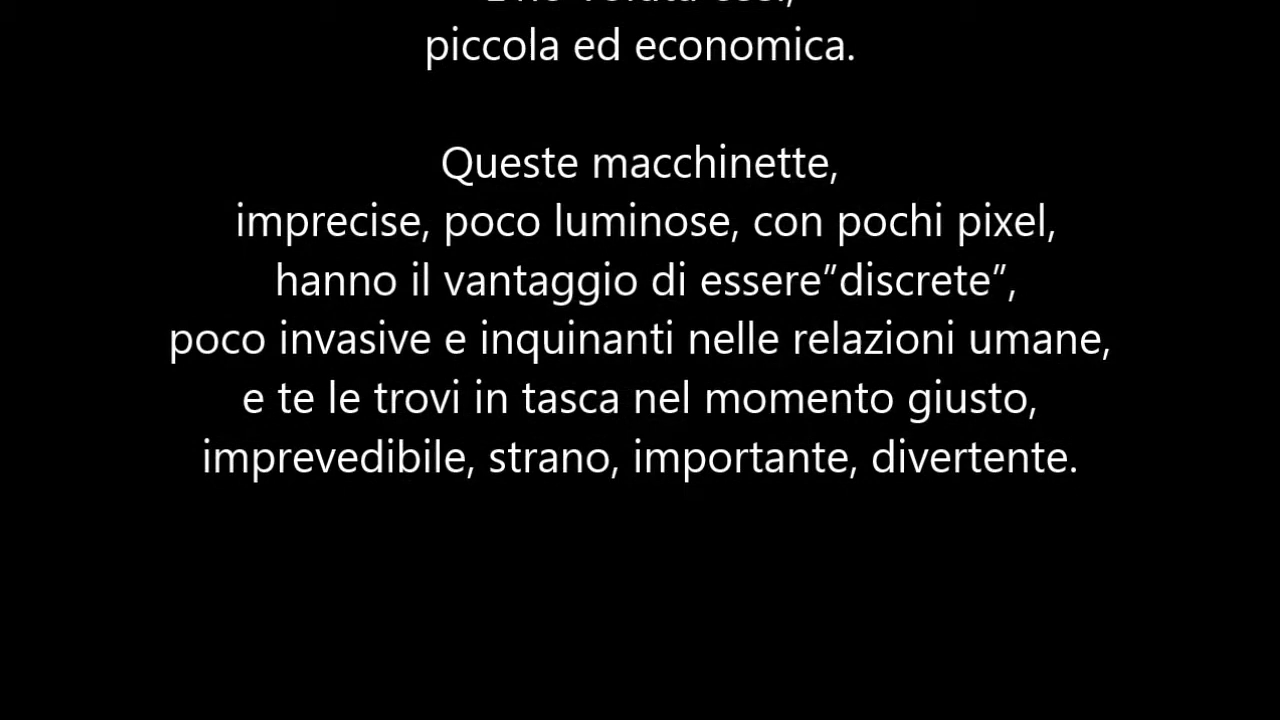 piccola ed economica.
Queste macchinette,
imprecise, poco luminose, con pochi pixel,
hanno il vantaggio di essere”discrete”,
poco invasive e inquinanti nelle relazioni umane,
e te le trovi in tasca nel momento giusto,
imprevedibile, strano, importante, divertente.